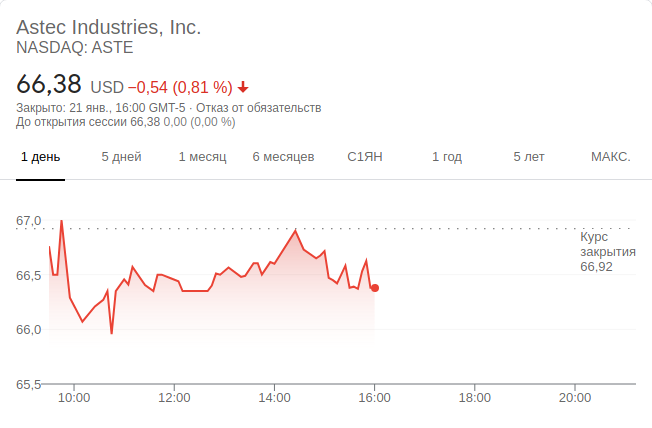 Astec Industries, Inc.
NASDAQ: ASTE
66,38 USD −0,54 (0,81 %)
Закрыто: 21 янв., 16:00 GMT-5 · Отказ от обязательств
До открытия сессии 66,38 0,00 (0,00 %)
1 день 5 дней 1 месяц 6 месяцев С1ЯН 1 год 5 лет МАКС.
67,0
Курс
закрытия
66,92
66,5
66,0
65,5
10:00 12:00 14:00 16:00 18:00 20:00